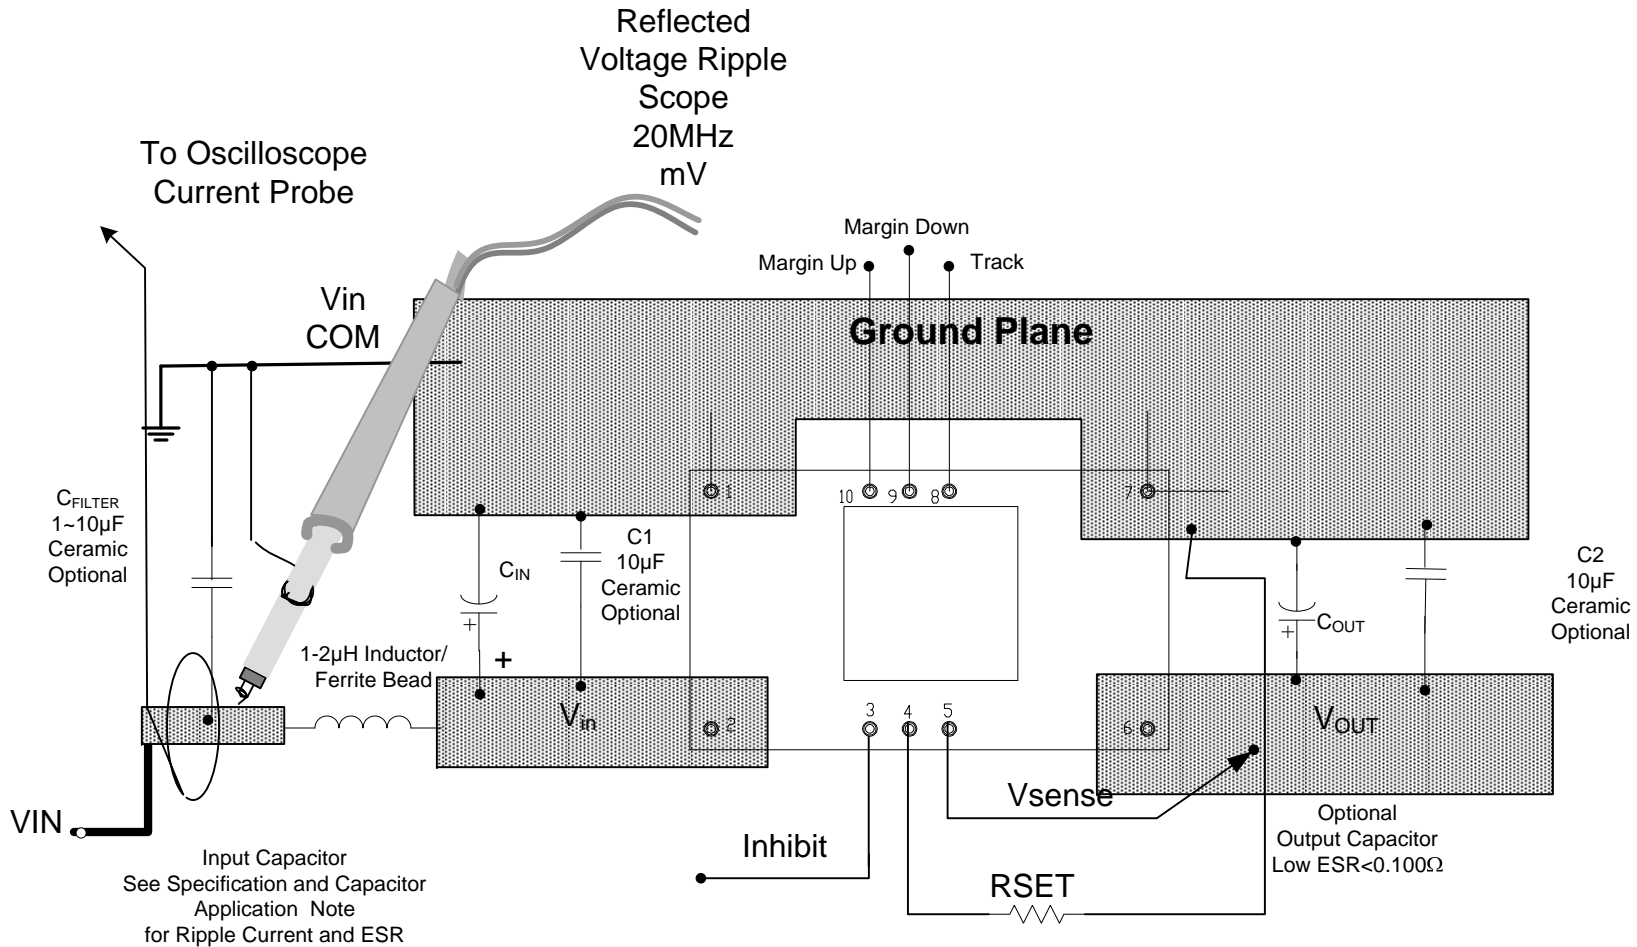 Reflected
Voltage Ripple
Scope
20MHz
mV
To Oscilloscope
Current Probe
Margin Down
Margin Up
Track
Vin
COM
Ground Plane
1
10
9
8
7
CFILTER
1~10µF
Ceramic
Optional
C1
10µF
Ceramic
Optional
CIN
+
+
C2
10µF
Ceramic
Optional
COUT
+
1-2µH Inductor/
Ferrite Bead
Vin
2
3
4
5
6
VOUT
Vsense
VIN
Optional
Output Capacitor
Low ESR<0.100Ω
Inhibit
RSET
Input Capacitor
See Specification and Capacitor
Application Note
for Ripple Current and ESR